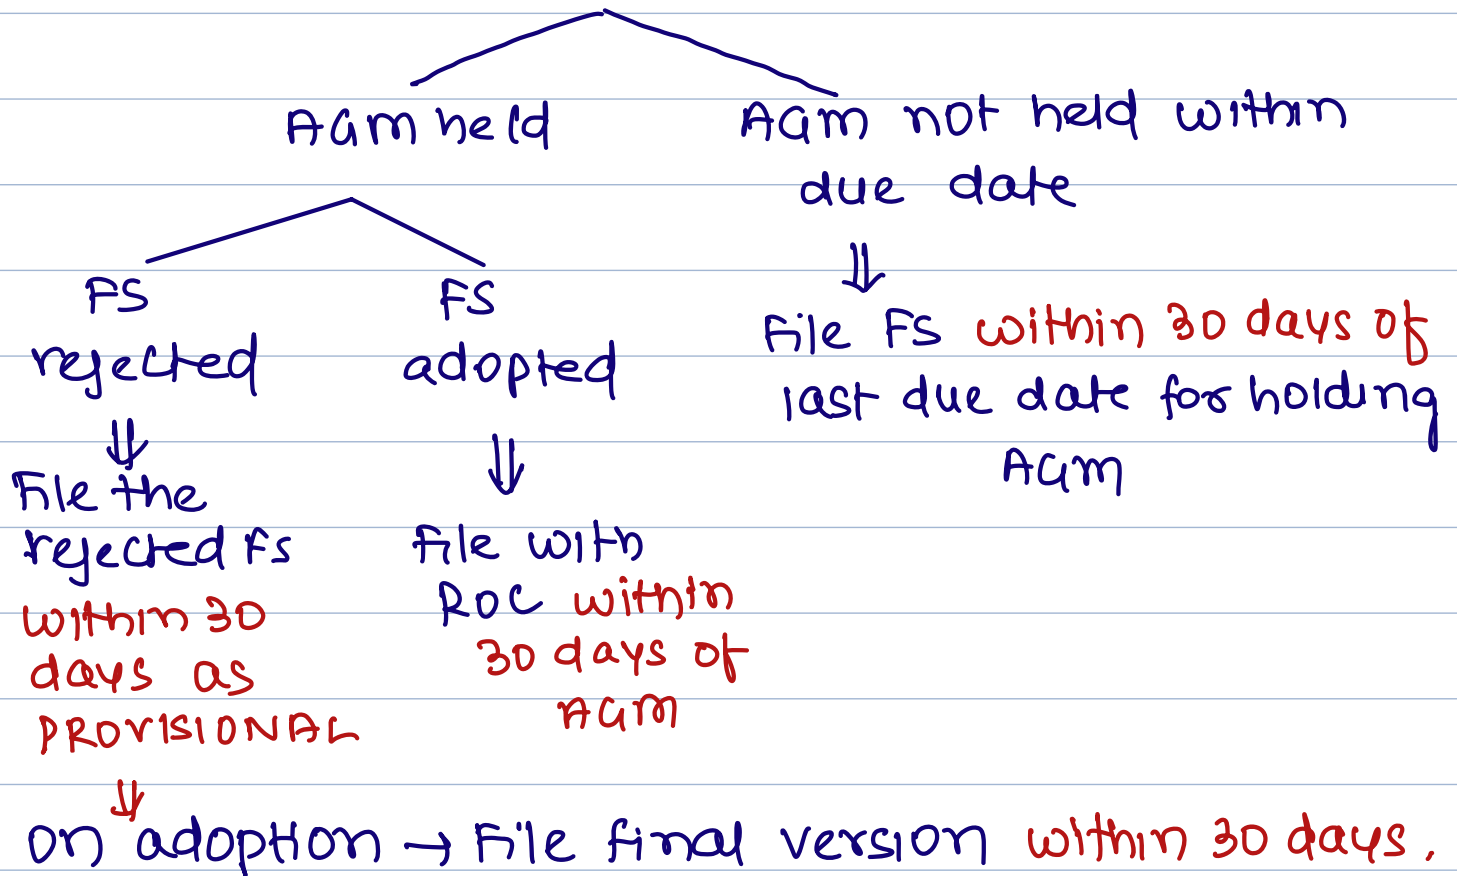 AGM held
AGM not held within
due date
FS
rejected
FS
adopted
File FS within 30 days of
last due date for holding
AGM
File the
rejected FS
within 30
days as
PROVISIONAL
File with
ROC within
30 days of
AGM
on adoption → File final version within 30 days.